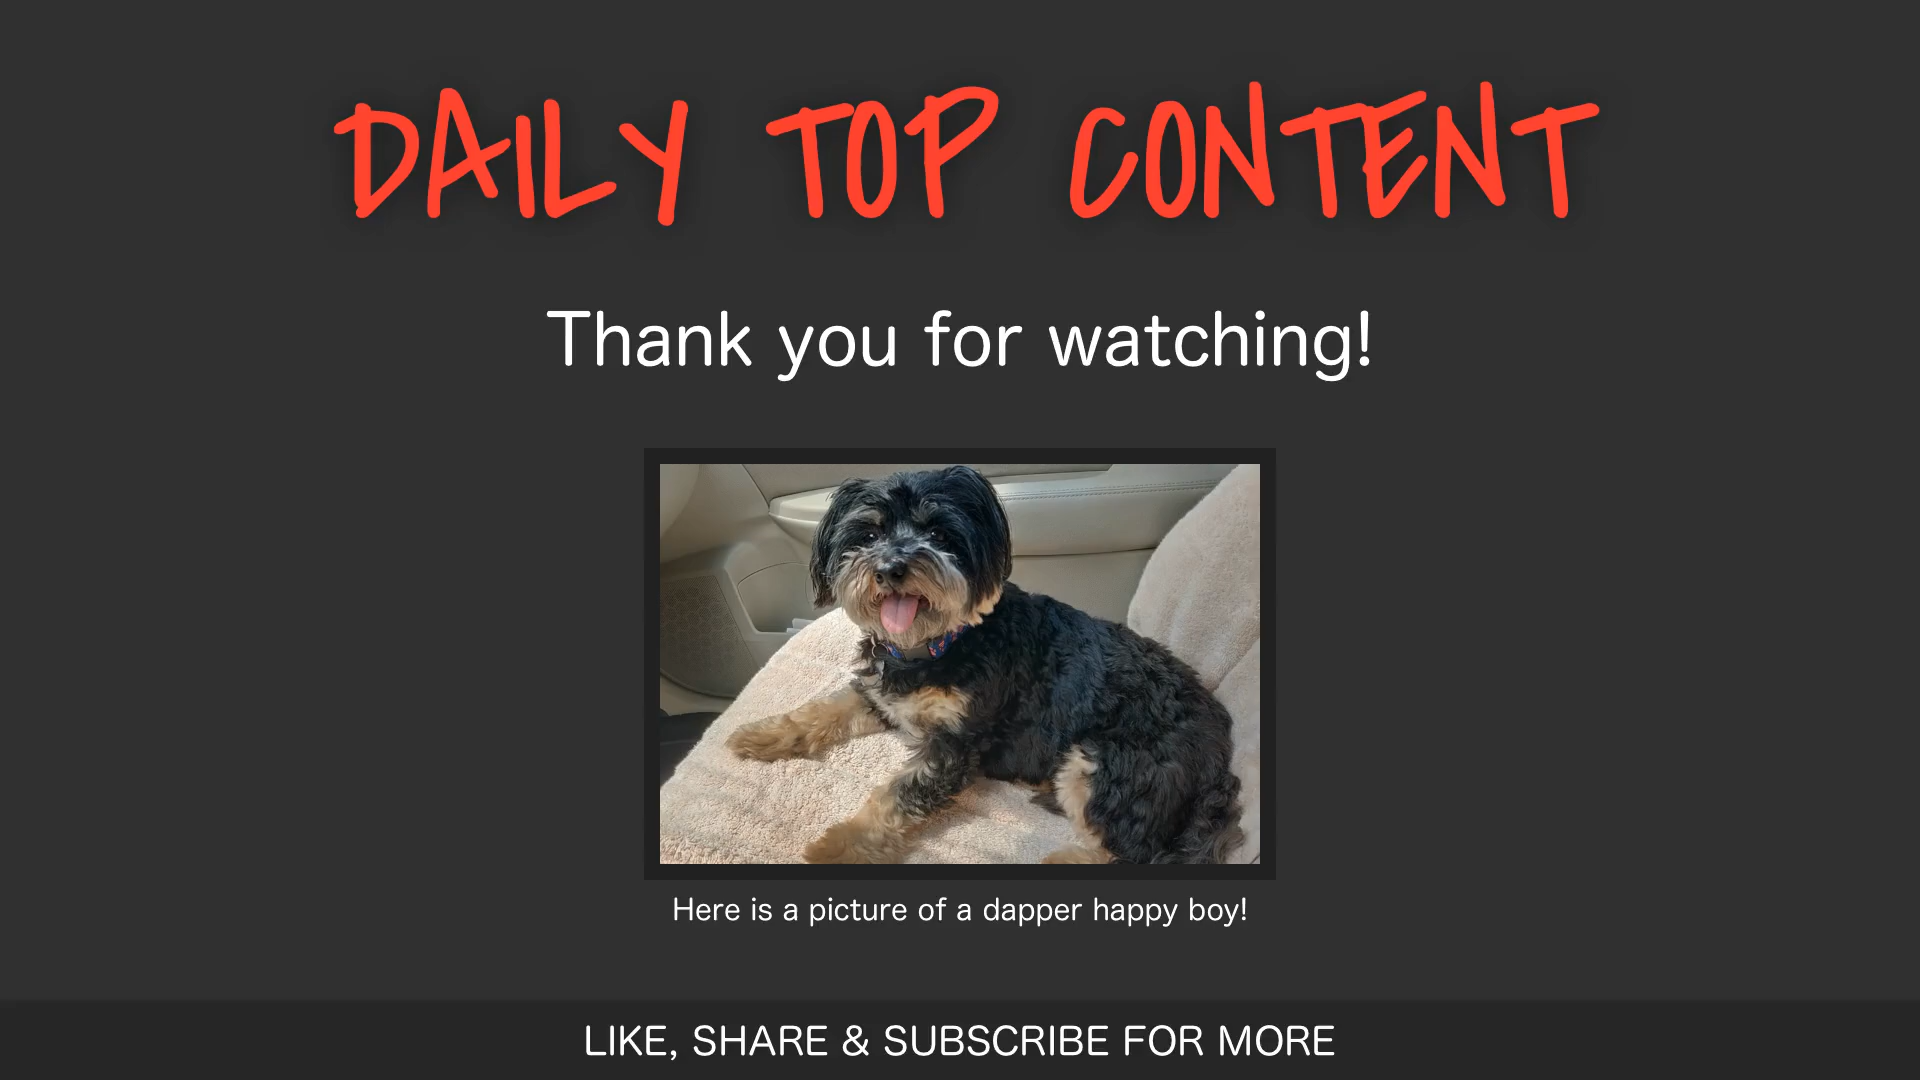 DAILY TOP CONTENT
Thank you for watching!
Here is a picture of a dapper happy boy!
LIKE, SHARE & SUBSCRIBE FOR MORE